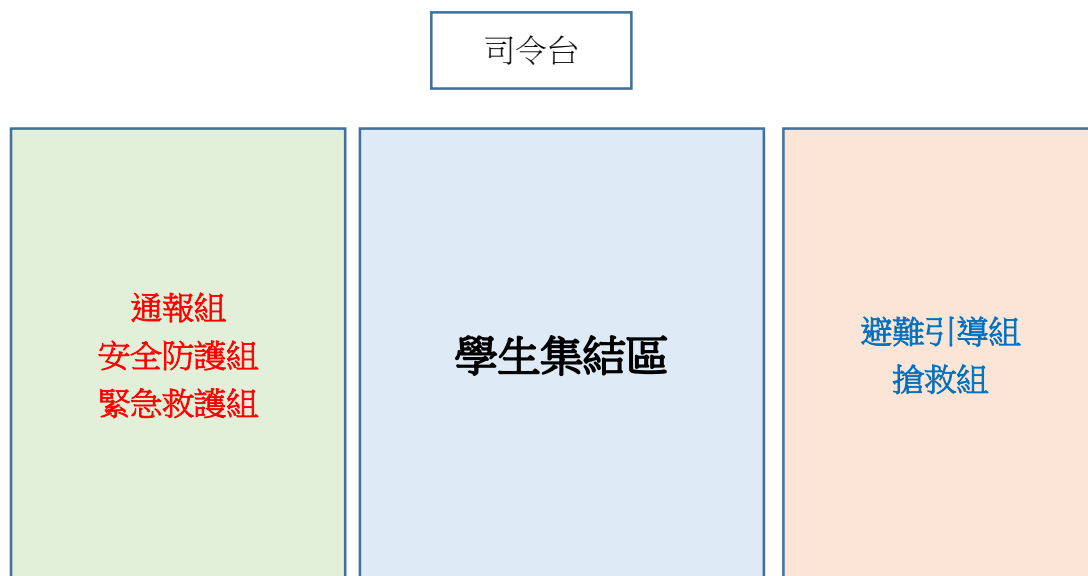 司令台
通報組
安全防護組
緊急救護組
學生集結區
避難引導組
搶救組